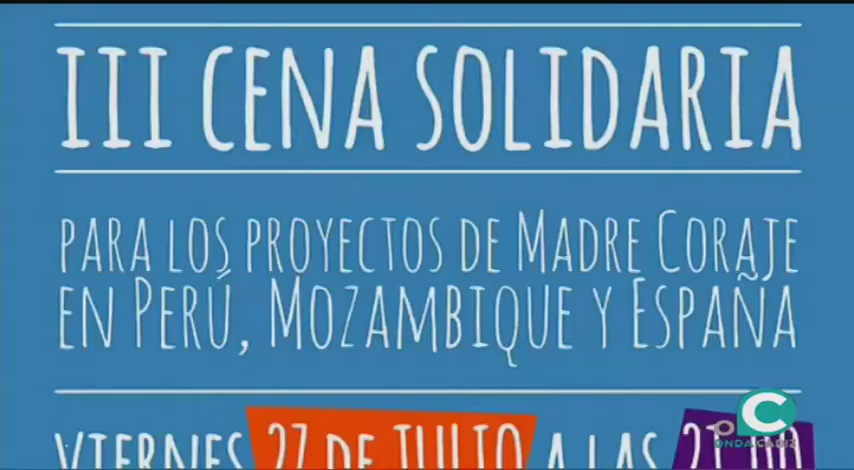 III CENA SOLIDARIA
PARA LOS PROYECTOS DE MADRE CORAJE
EN PERÚ, MOZAMBIQUE Y ESPAÑA
VIERNES 27 DE JULIO A LAS
ONDA CÁDIZ